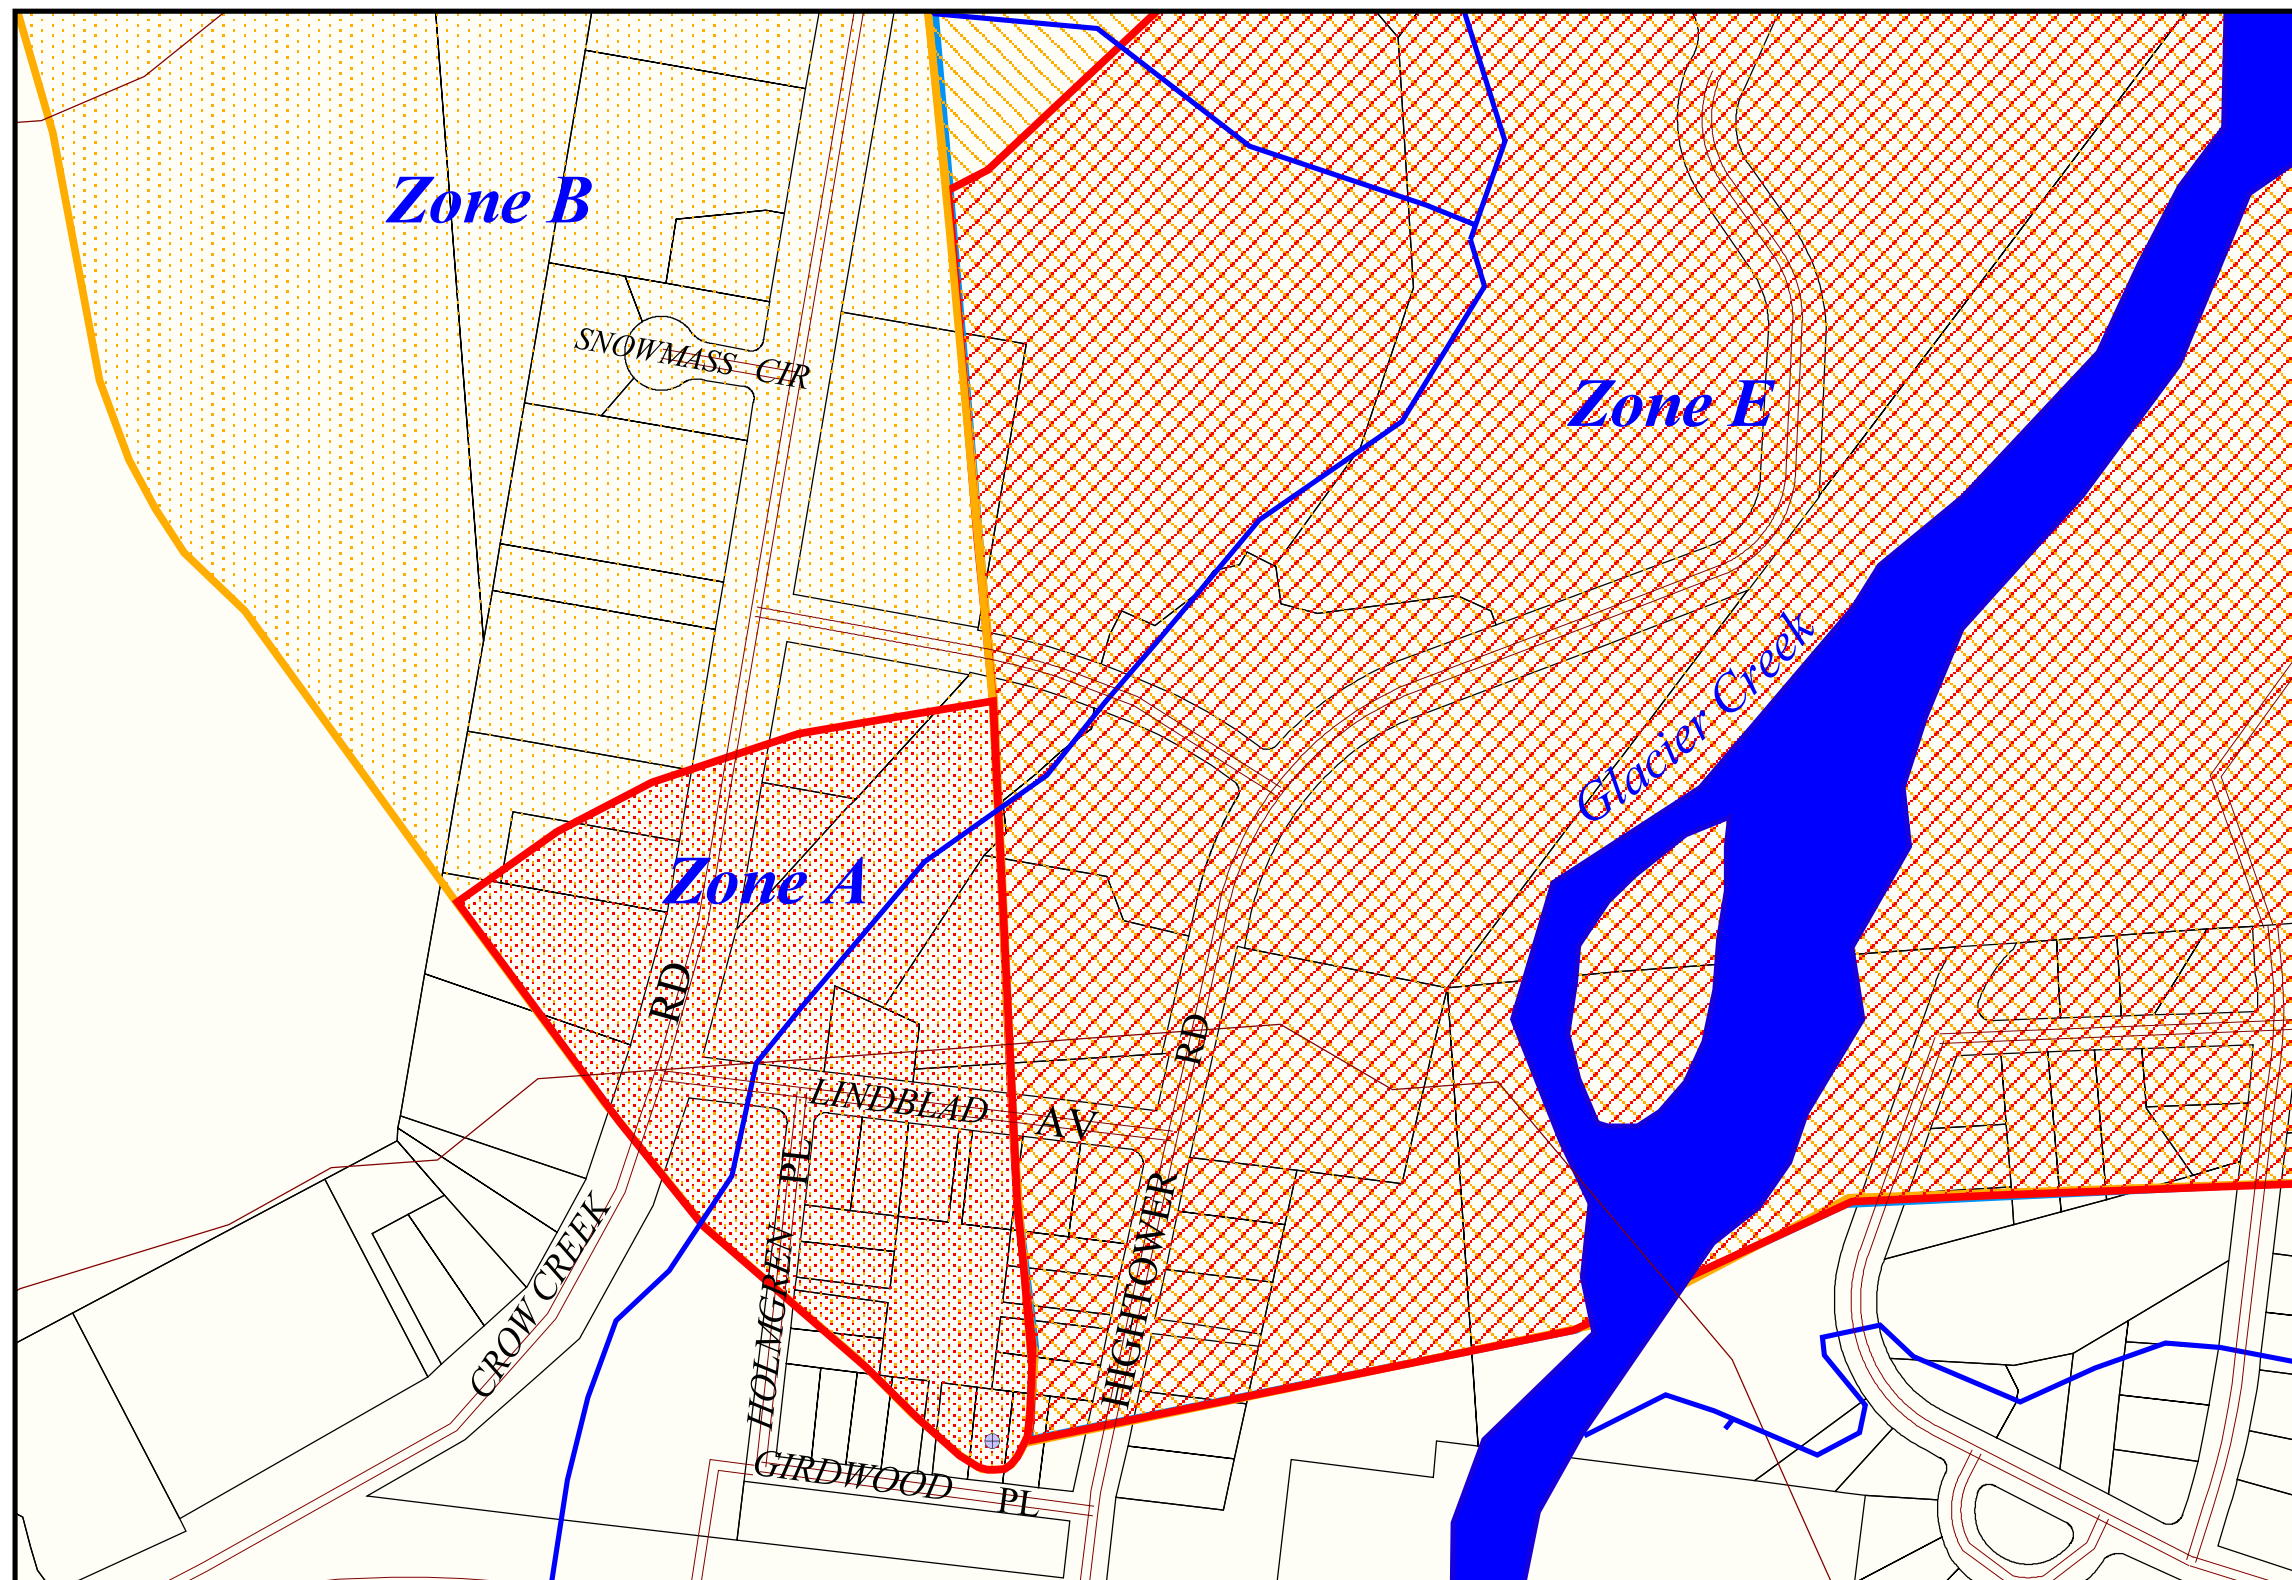 Zone B
SNOWMASS CIR
Zone E
Glacier Creek
Zone A
RD
RD
LINDBLAD AV
HOLMGREN PL
HIGHTOWER
CROW CREEK
GIRDWOOD PL